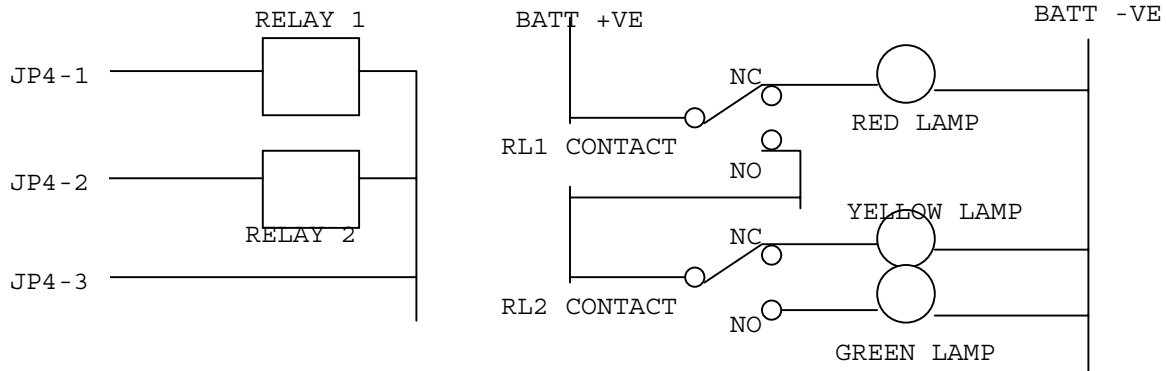 RELAY 1
BATT +VE
BATT -VE
JP4-1
NC
RED LAMP
RL1 CONTACT
NO
JP4-2
YELLOW LAMP
RELAY 2
NC
JP4-3
RL2 CONTACT
NO
GREEN LAMP